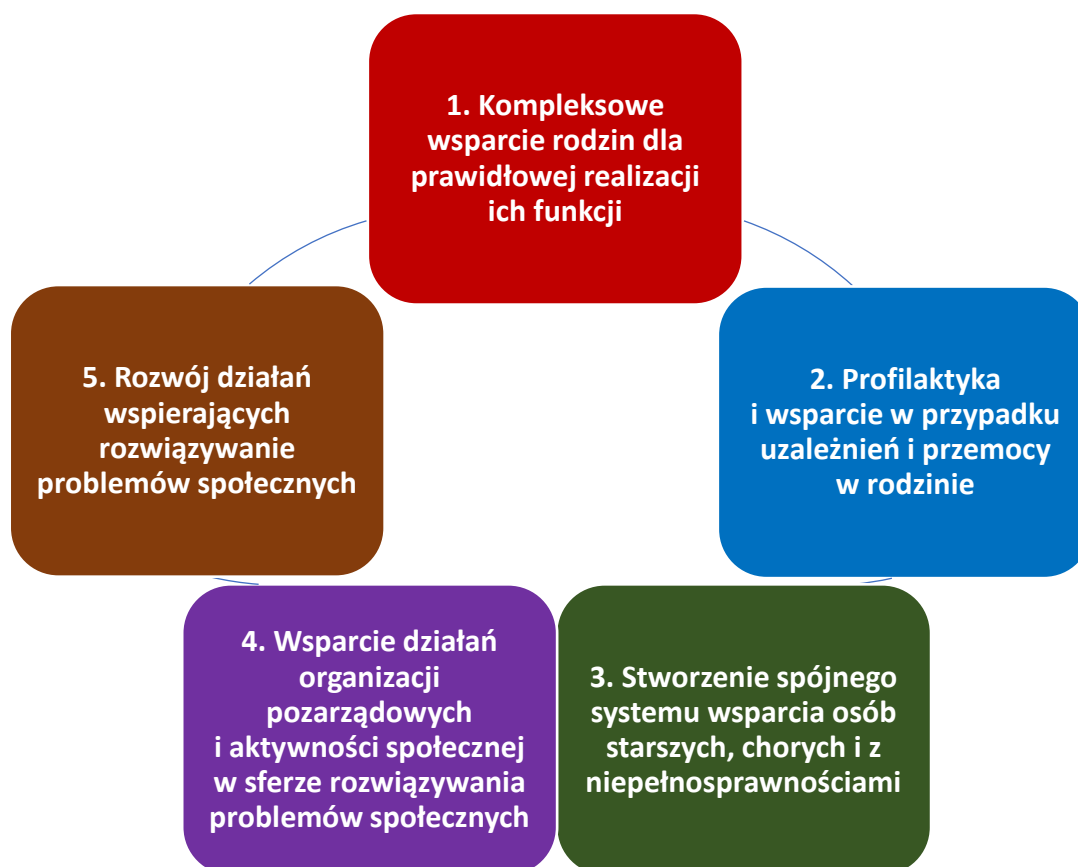 1. Kompleksowe
wsparcie rodzin dla
prawidłowej realizacji
ich funkcji
2. Profilaktyka
i wsparcie w przypadku
uzależnień i przemocy
w rodzinie
3. Stworzenie spójnego
systemu wsparcia osób
starszych, chorych i z
niepełnosprawnościami
4. Wsparcie działań
organizacji
pozarządowych
i aktywności społecznej
w sferze rozwiązywania
problemów społecznych
5. Rozwój działań
wspierających
rozwiązywanie
problemów społecznych